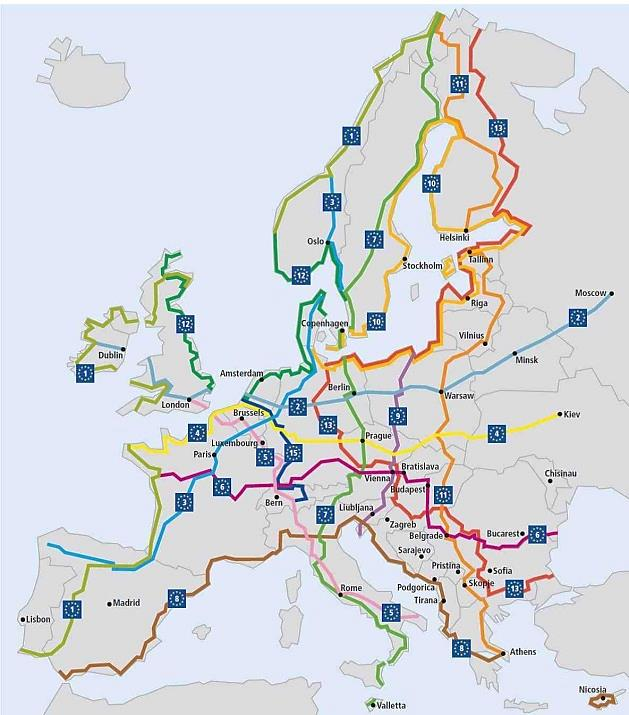 11
13
1
10
3
7
Helsinki
Oslo
Tallinn
Stockholm
12
Moscow
Riga
2
10
Copenhagen
12
Vilnius
Minsk
Dublin
1
Amsterdam
Berlin
Warsaw
London
2
9
Brussels
Kiev
13
4
4
Prague
Luxembourg
Paris
5
15
Vienna
Bratislava
Chisinau
6
Budapest
3
11
Bern
7
Ljubljana
Zagreb
Belgrade
Bucarest
6
Sarajevo
Pristina
Sofia
Skopje
13
Podgorica
Rome
8
Madrid
1
Lisbon
Tirana
5
8
Athens
Nicosia
Valletta